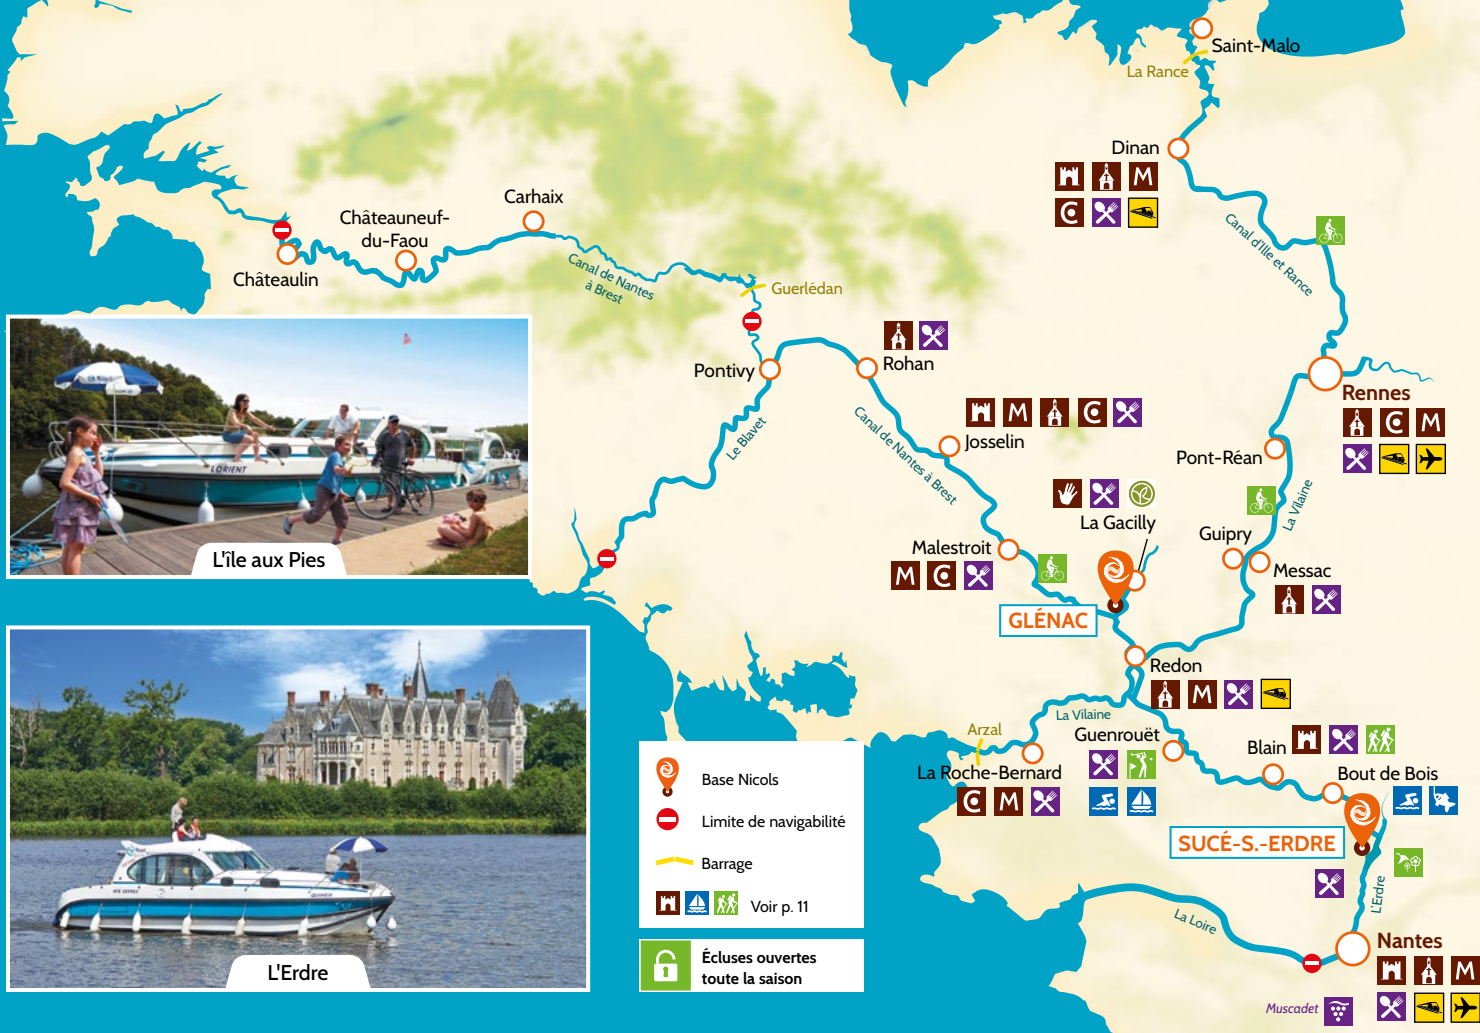 Saint-Malo
La Rance
Dinan
Canal d'Ille et Rance
Carhaix
Châteauneuf-
du-Faou
Châteaulin
Canal de Nantes
à Brest
Guerlédan
Pontivy
Rohan
Rennes
Le Blavet
Canal de Nantes à Brest
Josselin
Pont-Réan
La Vilaine
La Gacilly
Guipry
Malestroit
Messac
GLÉNAC
Redon
La Vilaine
Arzal
Guenrouët
Blain
La Roche-Bernard
Bout de Bois
SUCÉ-S.-ERDRE
L'Erdre
La Loire
Nantes
Muscadet
LORIENT
L'île aux Pies
L'Erdre
Base Nicols
Limite de navigabilité
Barrage
Voir p. 11
Écluses ouvertes
toute la saison